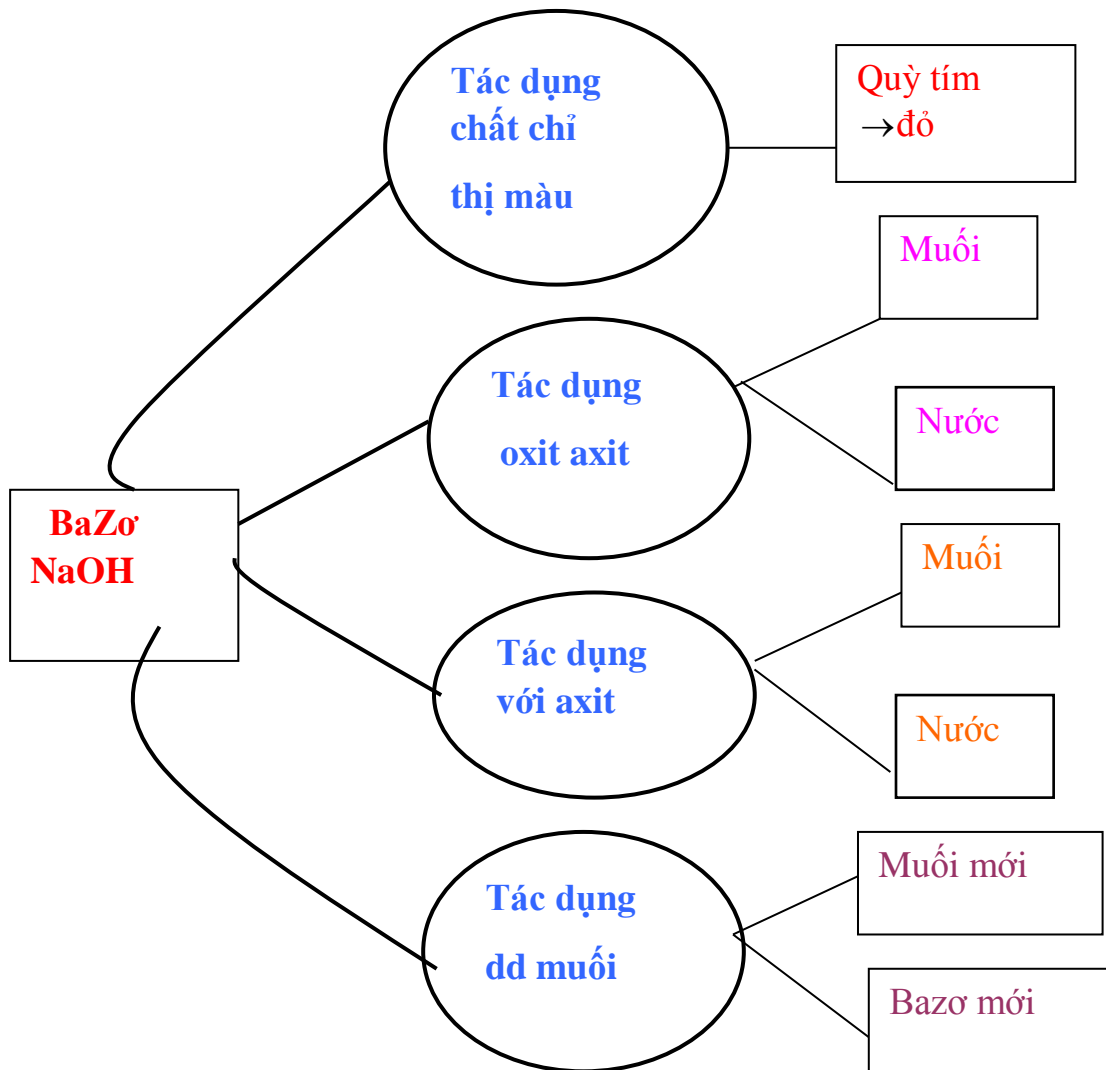 Tác dụng
chất chỉ
thị màu
Quỳ tím
→đỏ
Muối
Tác dụng
oxit axit
Nước
BaZơ
NaOH
Muối
Tác dụng
với axit
Nước
Muối mới
Tác dụng
dd muối
Bazơ mới